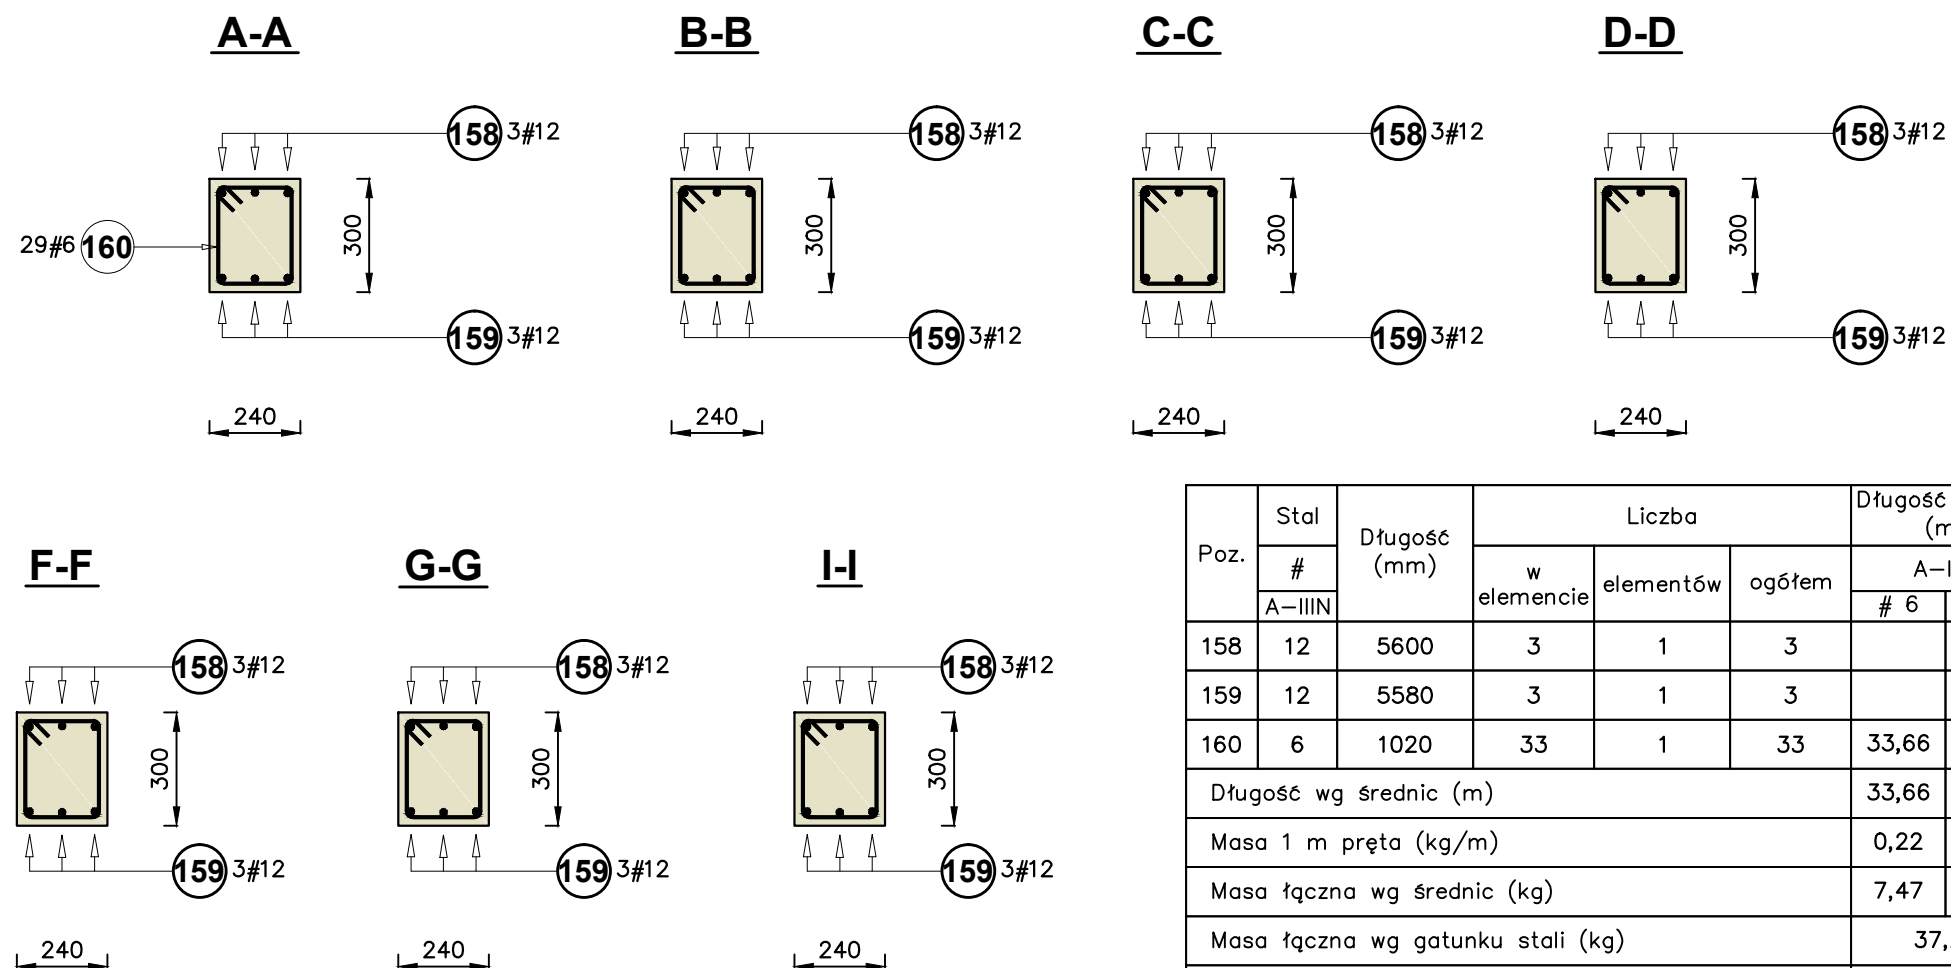 A-A
B-B
C-C
D-D
158 3#12
158 3#12
158 3#12
158 3#12
29#6 160
300
300
300
300
159 3#12
159 3#12
159 3#12
159 3#12
240
240
240
240
F-F
G-G
I-I
158 3#12
158 3#12
158 3#12
300
300
300
159 3#12
159 3#12
159 3#12
240
240
240
Poz.
Stal
#
A-IIIN
Długość
(mm)
Liczba
w
elemencie
elementów
ogółem
Długość
# 6
158 12 5600 3 1 3
159 12 5580 3 1 3
160 6 1020 33 1 33 33,66
Długość wg średnic (m) 33,66
Masa 1 m pręta (kg/m) 0,22
Masa łączna wg średnic (kg) 7,47
Masa łączna wg gatunku stali (kg)